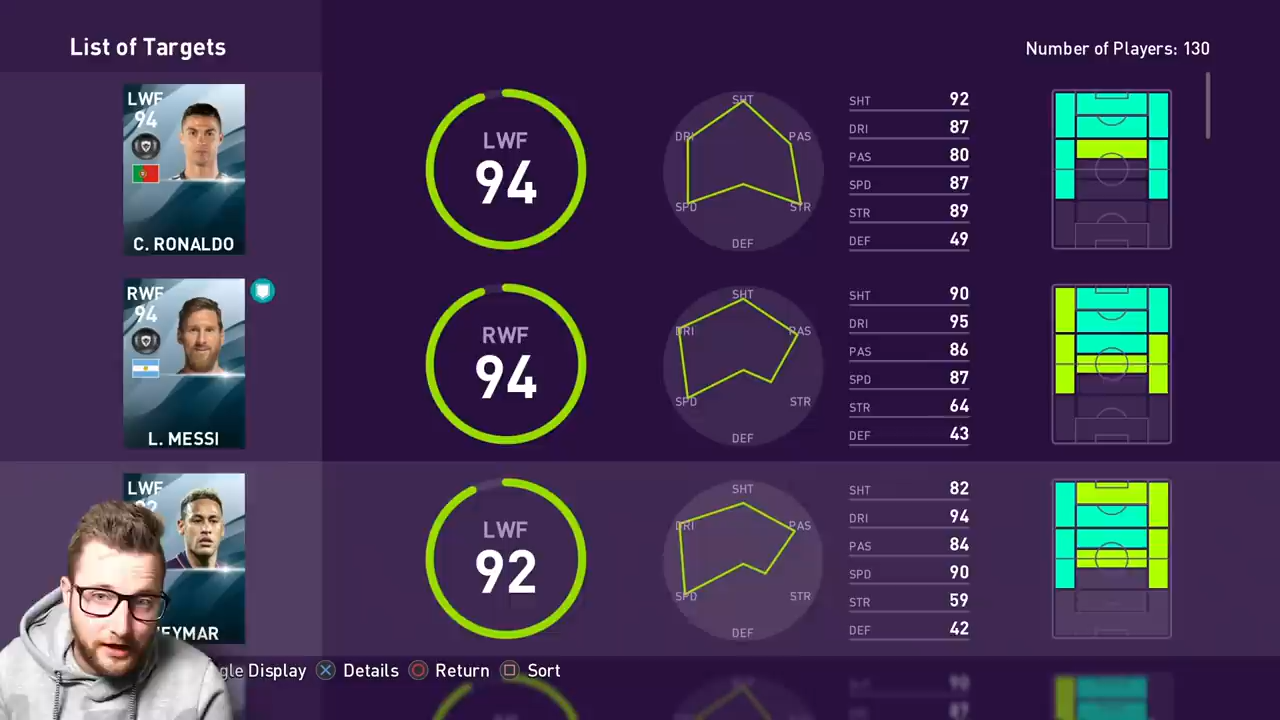 List of Targets
Number of Players: 130
LWF
94
C. RONALDO
LWF
94
SHT
DRI
PAS
SPD
STR
DEF
SHT 92
DRI 87
PAS 80
SPD 87
STR 89
DEF 49
RWF
94
L. MESSI
RWF
94
SHT
DRI
PAS
SPD
STR
DEF
SHT 90
DRI 95
PAS 86
SPD 87
STR 64
DEF 43
LWF
EYMAR
LWF
92
SHT
DRI
PAS
SPD
STR
DEF
SHT 82
DRI 94
PAS 84
SPD 90
STR 59
DEF 42
gle Display Details Return Sort